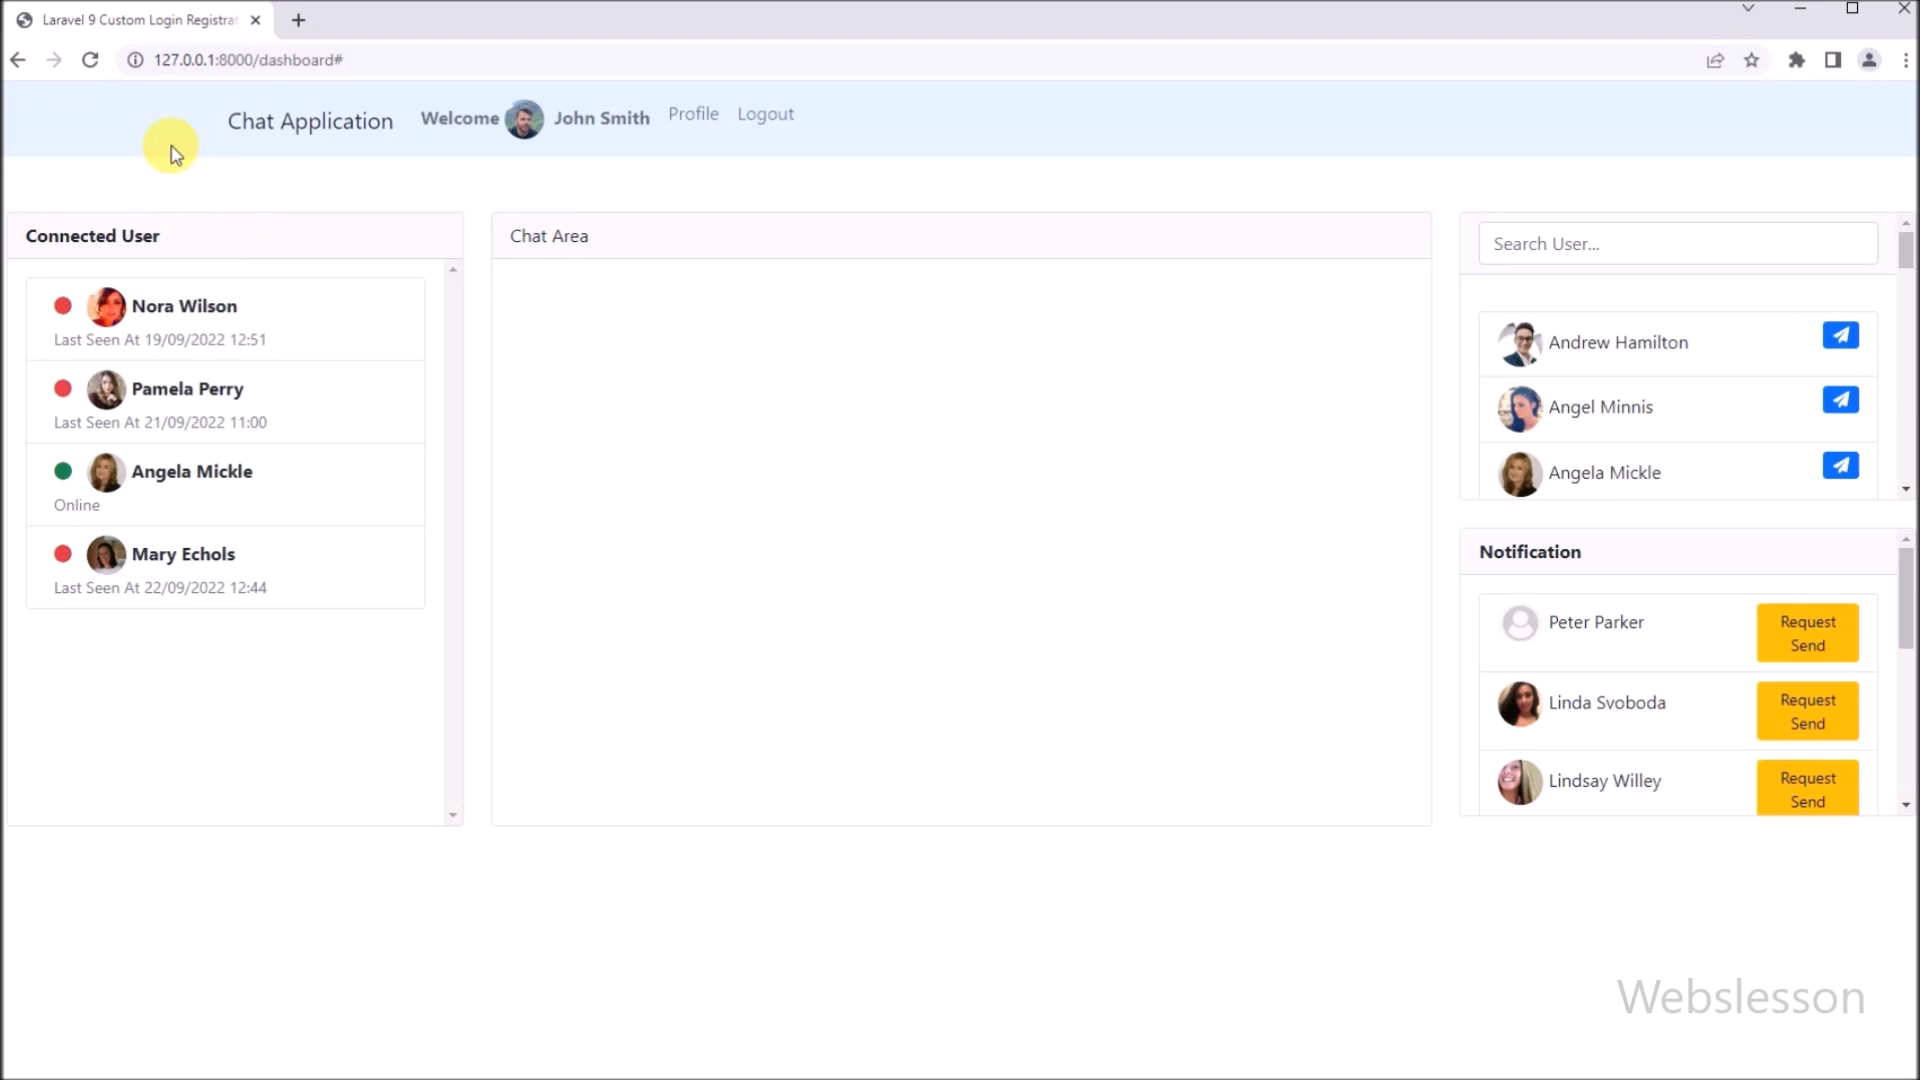 Laravel 9 Custom Login Registra
127.0.0.1:8000/dashboard#
Chat Application
Welcome John Smith
Profile
Logout
Connected User
Nora Wilson
Last Seen At 19/09/2022 12:51
Pamela Perry
Last Seen At 21/09/2022 11:00
Angela Mickle
Online
Mary Echols
Last Seen At 22/09/2022 12:44
Chat Area
Search User...
Andrew Hamilton
Angel Minnis
Angela Mickle
Notification
Peter Parker
Request
Send
Linda Svoboda
Request
Send
Lindsay Willey
Request
Send
Webslesson